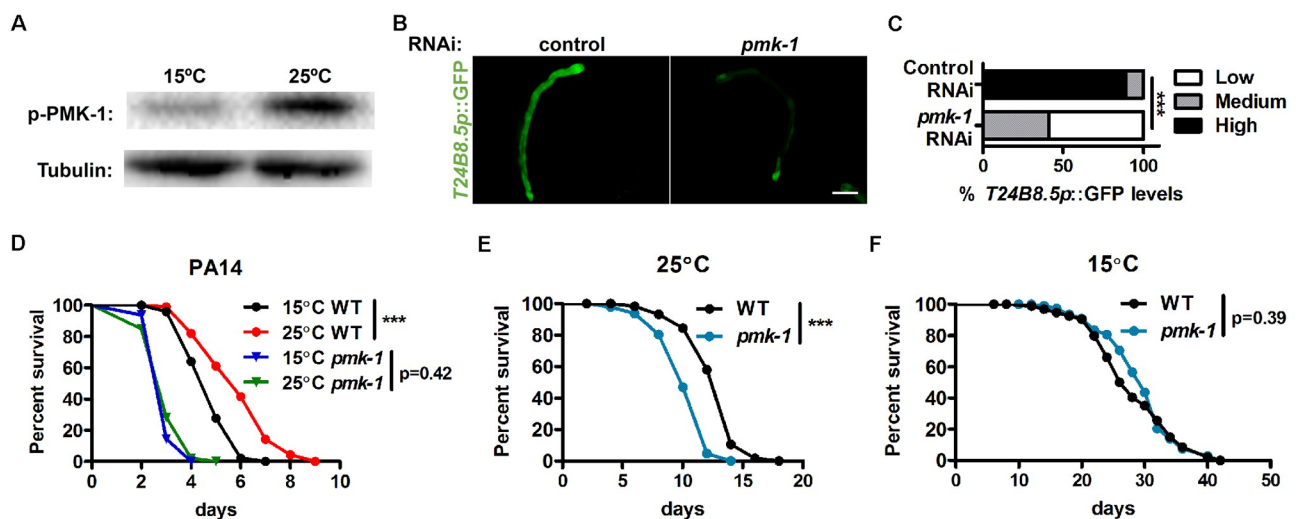 A
15ºC 25ºC
p-PMK-1:
Tubulin:
B
RNAi: control pmk-1
T24B8.5p::GFP
C
Control
RNAi
pmk-1
RNAi
***
Low
Medium
High
0 50 100
% T24B8.5p::GFP levels
D
PA14
Percent survival
100
80
60
40
20
0
0 2 4 6 8 10
days
15°C WT
25°C WT
***
15°C pmk-1
25°C pmk-1
p=0.42
E
25°C
Percent survival
100
80
60
40
20
0
0 5 10 15 20
days
WT
pmk-1
***
F
15°C
Percent survival
100
80
60
40
20
0
0 10 20 30 40 50
days
WT
pmk-1
p=0.39